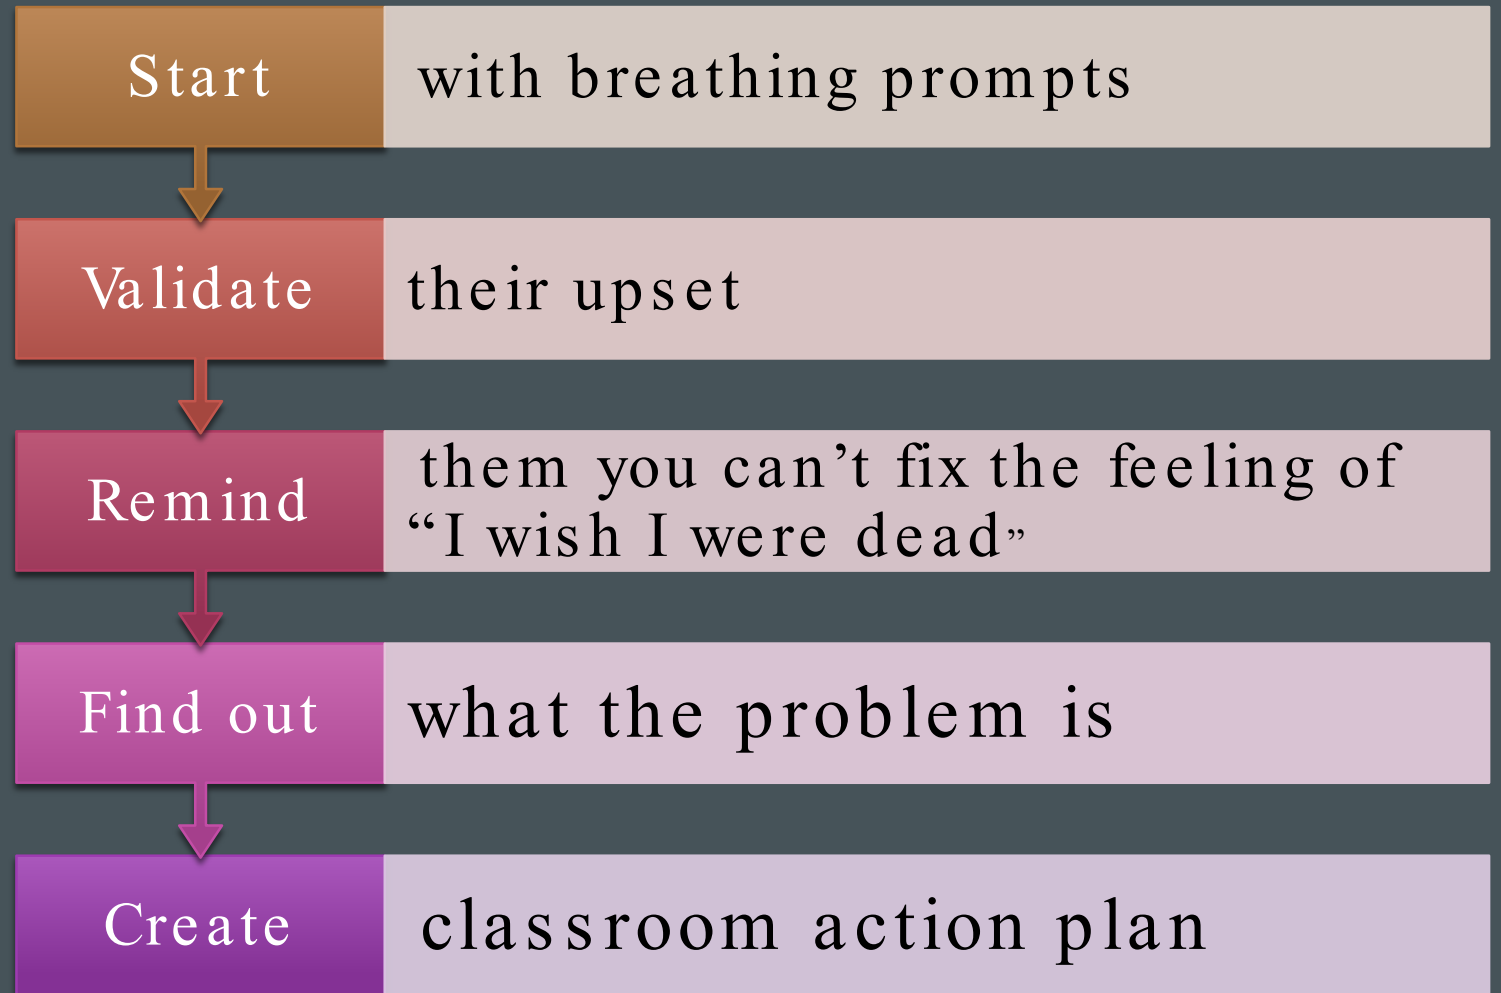 Start with breathing prompts
Validate their upset
Remind them you can’t fix the feeling of
“I wish I were dead”
Find out what the problem is
Create classroom action plan